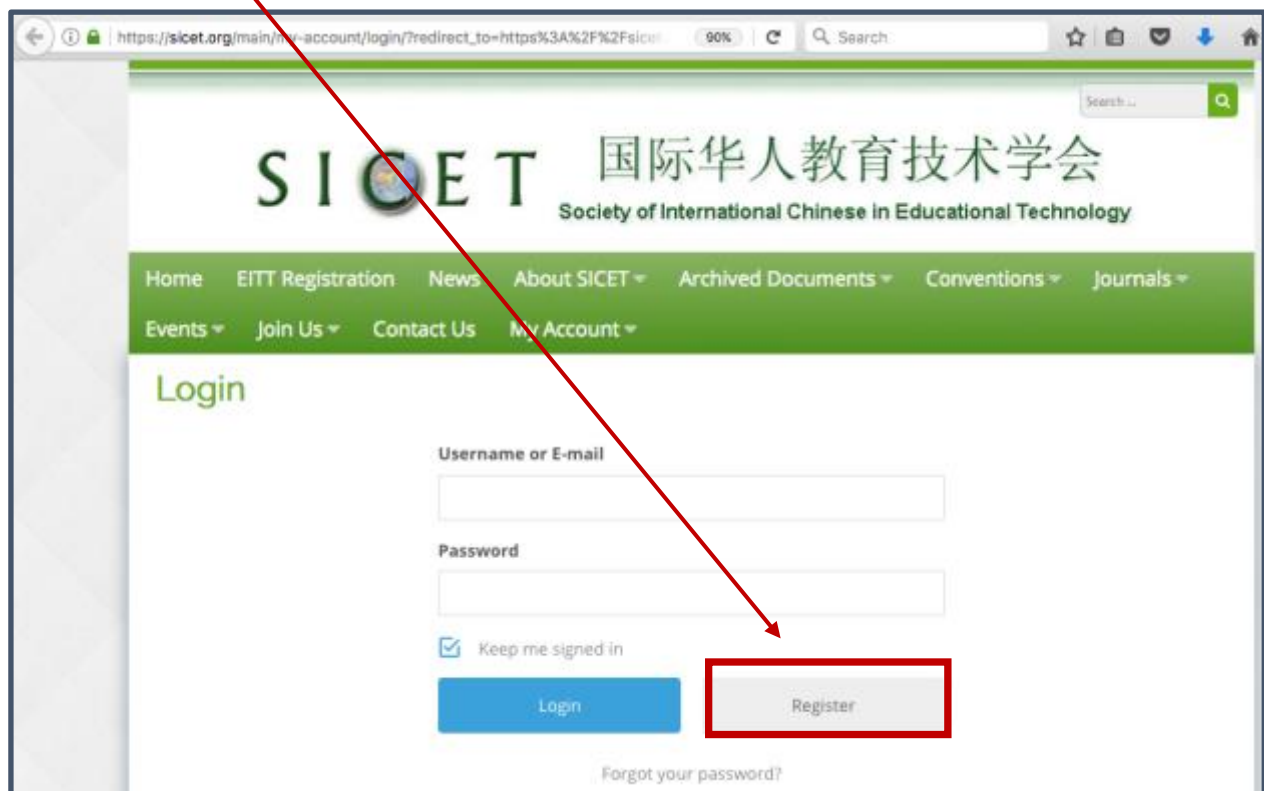 https://sicet.org/main/my-account/login/?redirect_to=https%3A%2F%2Fsicet 90% Search
Search ...
SICET 国际华人教育技术学会
Society of International Chinese in Educational Technology
Home EITT Registration News About SICET Archived Documents Conventions Journals
Events Join Us Contact Us My Account
Login
Username or E-mail
Password
Keep me signed in
Login Register
Forgot your password?